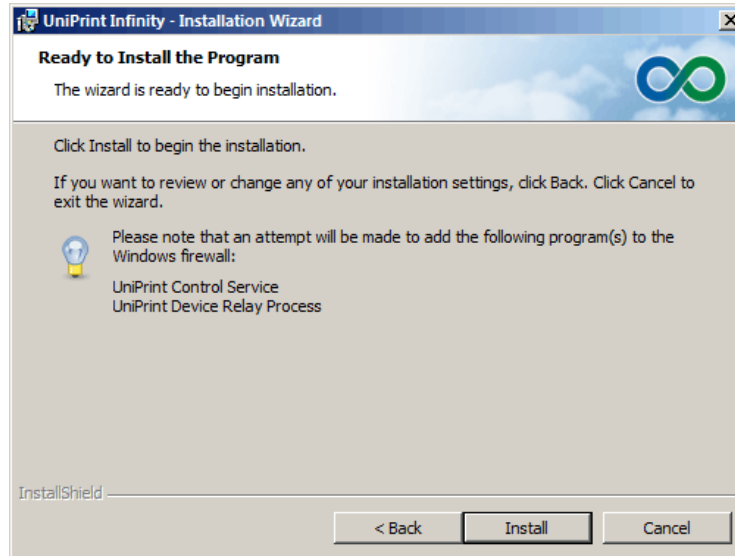 UniPrint Infinity - Installation Wizard
Ready to Install the Program
The wizard is ready to begin installation.
Click Install to begin the installation.
If you want to review or change any of your installation settings, click Back. Click Cancel to
exit the wizard.
Please note that an attempt will be made to add the following program(s) to the
Windows firewall:
UniPrint Control Service
UniPrint Device Relay Process
InstallShield
< Back
Install
Cancel